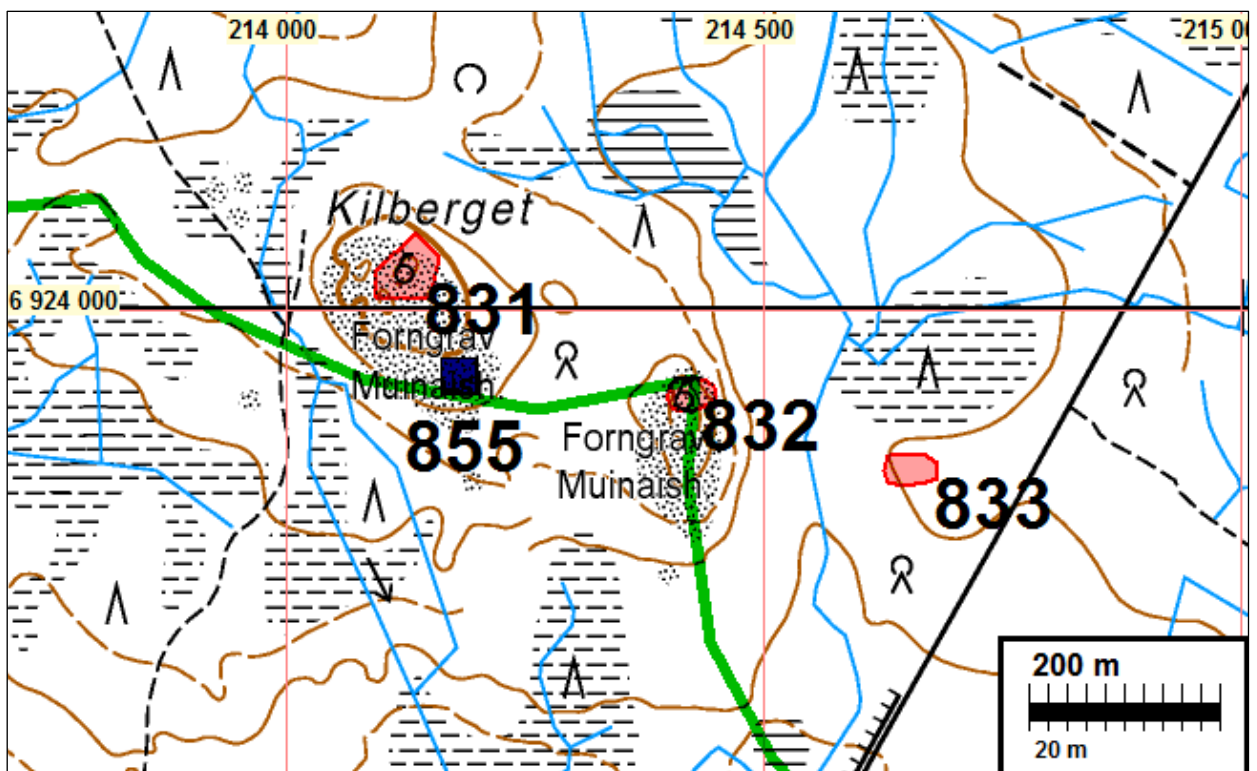 214 000
214 500
215 00
Kilberget
6
6 924 000
831
Forngrav
Muinaish.
855
832
Forngrav
Muinaish
833
200 m
20 m